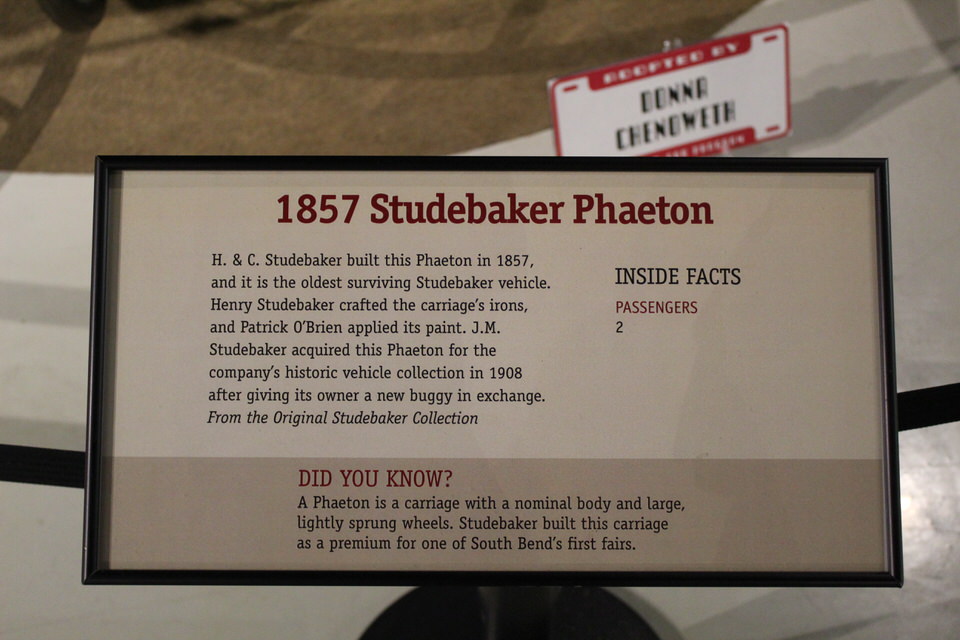 ADOPTED BY
DONNA
CHENOWETH
1857 Studebaker Phaeton
H. & C. Studebaker built this Phaeton in 1857,
and it is the oldest surviving Studebaker vehicle.
Henry Studebaker crafted the carriage's irons,
and Patrick O'Brien applied its paint. J.M.
Studebaker acquired this Phaeton for the
company's historic vehicle collection in 1908
after giving its owner a new buggy in exchange.
From the Original Studebaker Collection
INSIDE FACTS
PASSENGERS
2
DID YOU KNOW?
A Phaeton is a carriage with a nominal body and large,
lightly sprung wheels. Studebaker built this carriage
as a premium for one of South Bend's first fairs.